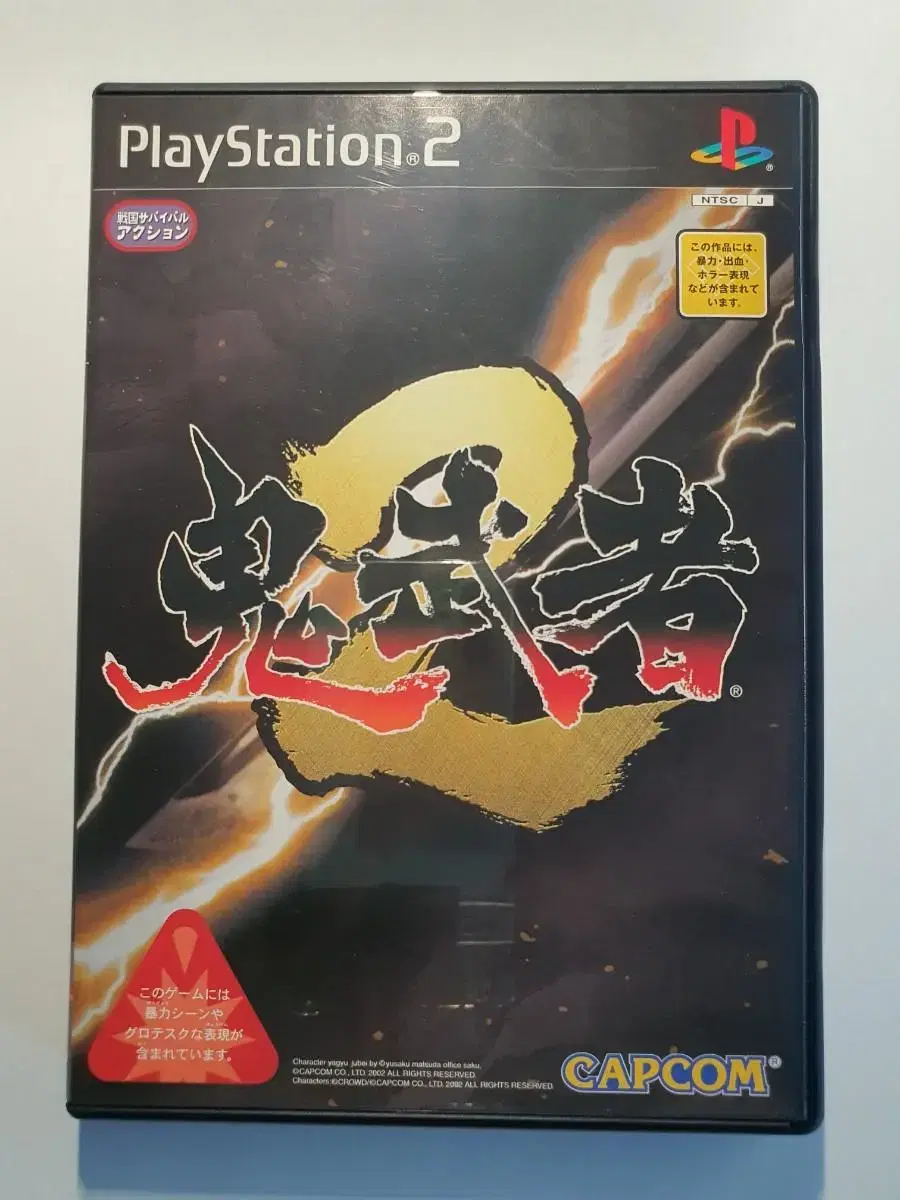 PlayStation®2
NTSC J
戦国サバイバル
アクション
この作品には、
暴力・出血・
ホラー表現
などが含まれて
います。
2
鬼武者®
このゲームには
暴力シーンや
グロテスクな表現が
含まれています。
Character yagyu jubei by ©yusaku matsuda office saku.
©CAPCOM CO., LTD. 2002 ALL RIGHTS RESERVED.
Characters:©CROWD/©CAPCOM CO., LTD. 2002 ALL RIGHTS RESERVED.
CAPCOM®